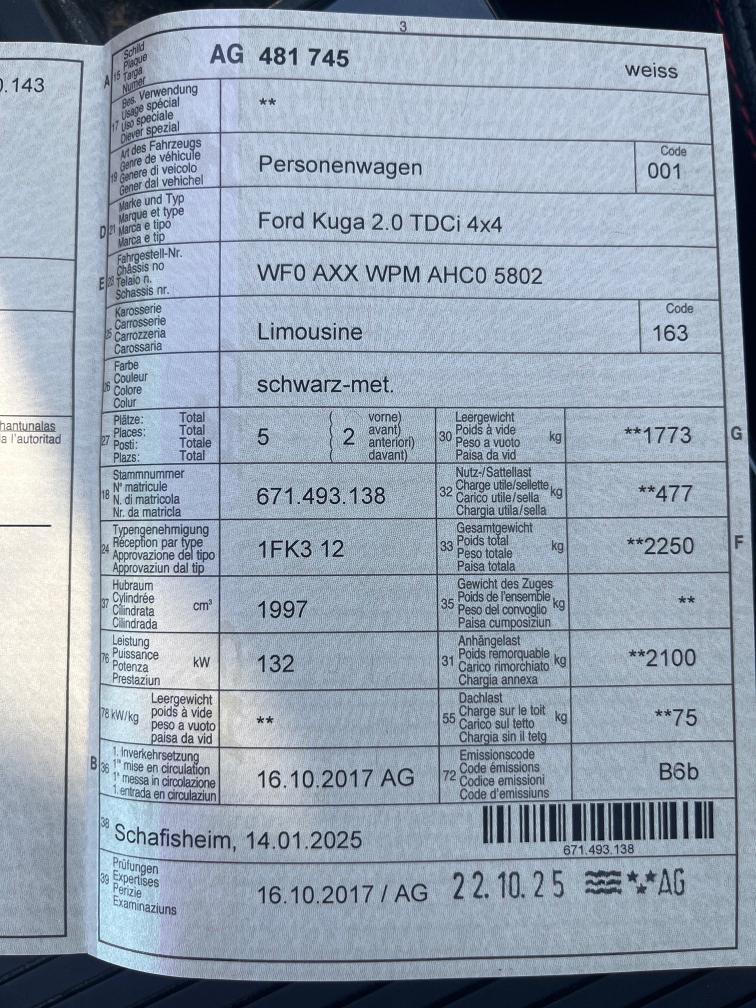 3
0.143
hantunalas
a l'autoritad
A 15 Schild
Plaque
Targa
Numer
AG 481 745
weiss
17 Bes. Verwendung
Usage spécial
Uso speciale
Diever spezial
**
19 Art des Fahrzeugs
Genre de véhicule
Genere di veicolo
Gener dal vehichel
Personenwagen
Code
001
D 21 Marke und Typ
Marque et type
Marca e tipo
Marca e tip
Ford Kuga 2.0 TDCi 4x4
E 23 Fahrgestell-Nr.
Châssis no
Telaio n.
Schassis nr.
WF0 AXX WPM AHC0 5802
25 Karosserie
Carrosserie
Carrozzeria
Carossaria
Limousine
Code
163
26 Farbe
Couleur
Colore
Colur
schwarz-met.
27 Plätze: Total
Places: Total
Posti: Totale
Plazs: Total
5
2
vorne)
avant)
anteriori)
davant)
30 Leergewicht
Poids à vide
Peso a vuoto
Paisa da vid
kg
**1773
G
18 Stammnummer
N° matricule
N. di matricola
Nr. da matricla
671.493.138
32 Nutz-/Sattellast
Charge utile/sellette
Carico utile/sella
Chargia utila/sella
kg
**477
24 Typengenehmigung
Réception par type
Approvazione del tipo
Approvaziun dal tip
1FK3 12
33 Gesamtgewicht
Poids total
Peso totale
Paisa totala
kg
**2250
F
37 Hubraum
Cylindrée
Cilindrata
Cilindrada
cm³
1997
35 Gewicht des Zuges
Poids de l'ensemble
Peso del convoglio
Paisa cumposiziun
kg
**
76 Leistung
Puissance
Potenza
Prestaziun
kW
132
31 Anhängelast
Poids remorquable
Carico rimorchiato
Chargia annexa
kg
**2100
78 kW/kg
Leergewicht
poids à vide
peso a vuoto
paisa da vid
**
55 Dachlast
Charge sur le toit
Carico sul tetto
Chargia sin il tetg
kg
**75
B 36 1. Inverkehrsetzung
1re mise en circulation
1a messa in circolazione
1. entrada en circulaziun
16.10.2017 AG
72 Emissionscode
Code émissions
Codice emissioni
Code d'emissiuns
B6b
38 Schafisheim, 14.01.2025
671.493.138
39 Prüfungen
Expertises
Perizie
Examinaziuns
16.10.2017 / AG
22.10.25 AG